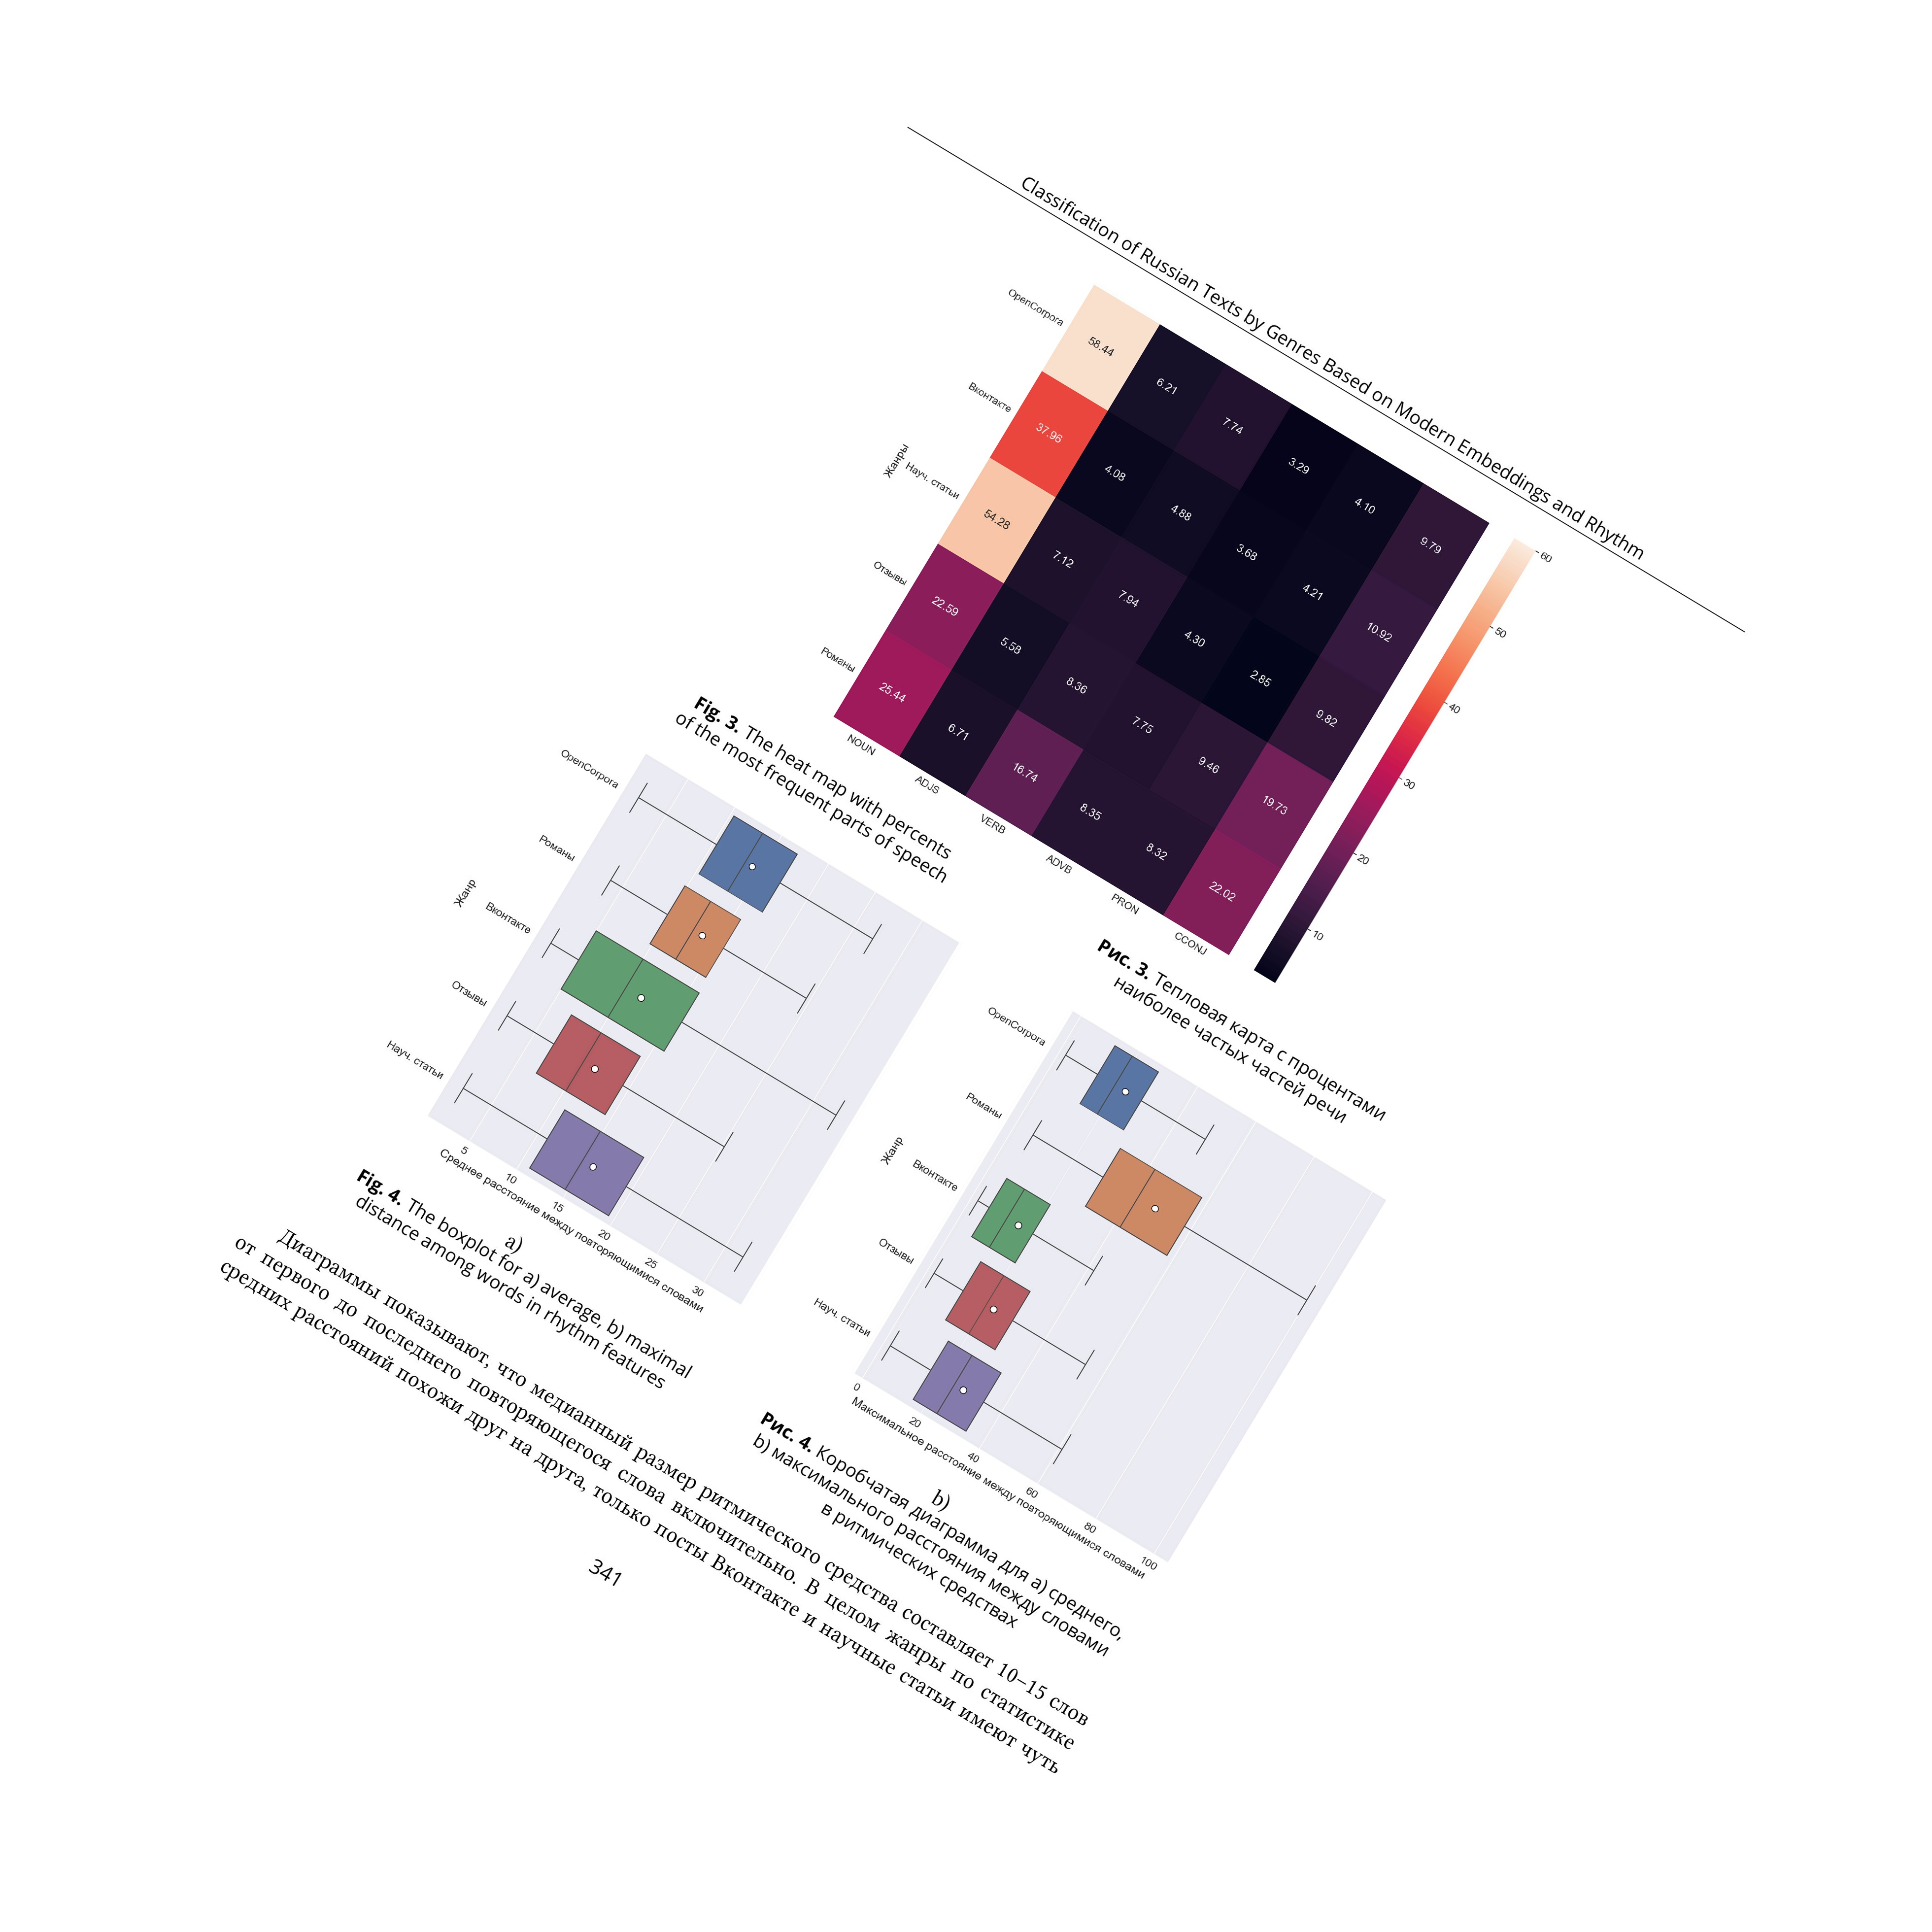 Classification of Russian Texts by Genres Based on Modern Embeddings and Rhythm
Жанры
OpenCorpora
58.44 6.21 7.74 3.29 4.10 9.79
Вконтакте
37.96 4.08 4.88 3.68 4.21 10.92
Науч. статьи
54.28 7.12 7.94 4.30 2.85 9.82
Отзывы
22.59 5.58 8.36 7.75 9.46 19.73
Романы
25.44 6.71 16.74 8.35 8.32 22.02
NOUN ADJS VERB ADVB PRON CCONJ
60
50
40
30
20
10
Fig. 3. The heat map with percents
of the most frequent parts of speech
Рис. 3. Тепловая карта с процентами
наиболее частых частей речи
Жанр
OpenCorpora
Романы
Вконтакте
Отзывы
Науч. статьи
5 10 15 20 25 30
Среднее расстояние между повторяющимися словами
a)
Жанр
OpenCorpora
Романы
Вконтакте
Отзывы
Науч. статьи
0 20 40 60 80 100
Максимальное расстояние между повторяющимися словами
b)
Fig. 4. The boxplot for a) average, b) maximal
distance among words in rhythm features
Рис. 4. Коробчатая диаграмма для a) среднего,
b) максимального расстояния между словами
в ритмических средствах
Диаграммы показывают, что медианный размер ритмического средства составляет 10–15 слов
от первого до последнего повторяющегося слова включительно. В целом жанры по статистике
средних расстояний похожи друг на друга, только посты Вконтакте и научные статьи имеют чуть
341